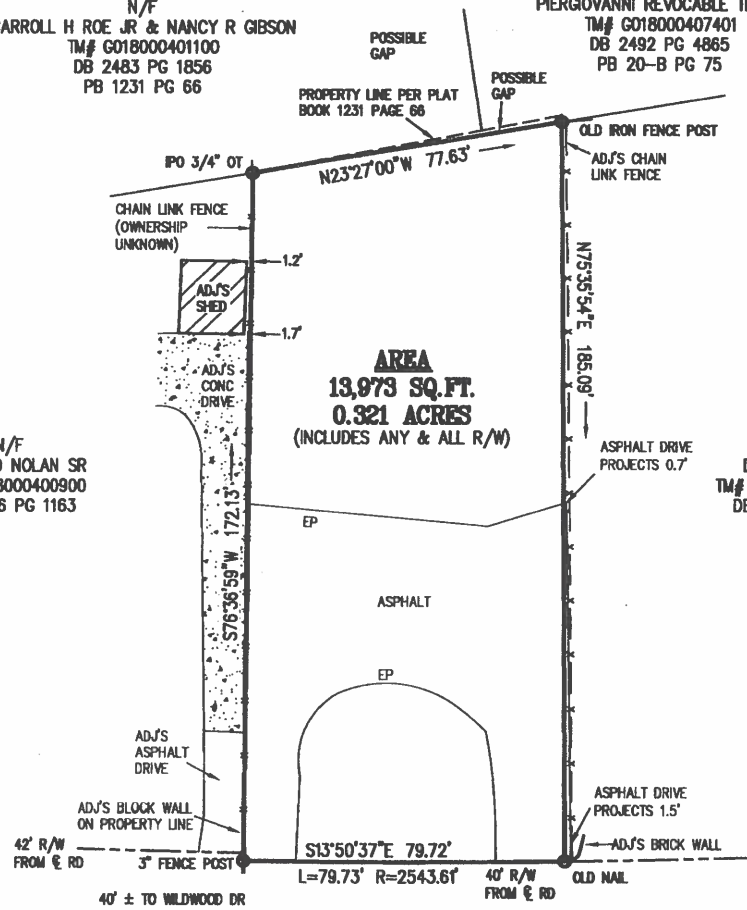 N/F
CARROLL H ROE JR & NANCY R GIBSON
TM# G018000401100
DB 2483 PG 1856
PB 1231 PG 66
POSSIBLE
GAP
PIERGIOVANNI REVOCABLE
TM# G018000407401
DB 2492 PG 4865
PB 20-B PG 75
POSSIBLE
GAP
PROPERTY LINE PER PLAT
BOOK 1231 PAGE 66
OLD IRON FENCE POST
IPO 3/4" OT
N23°27'00"W 77.63'
ADJ'S CHAIN
LINK FENCE
CHAIN LINK FENCE
(OWNERSHIP
UNKNOWN)
1.2'
ADJ'S
SHED
1.7'
N75°35'54"E 185.09'
ADJ'S
CONC
DRIVE
AREA
13,973 SQ.FT.
0.321 ACRES
(INCLUDES ANY & ALL R/W)
N/F
NOLAN SR
8000400900
PG 1163
ASPHALT DRIVE
PROJECTS 0.7'
TM#
S76°36'59"W 172.13'
EP
ASPHALT
EP
ADJ'S
ASPHALT
DRIVE
ADJ'S BLOCK WALL
ON PROPERTY LINE
ASPHALT DRIVE
PROJECTS 1.5'
ADJ'S BRICK WALL
42' R/W
FROM ℄ RD
3" FENCE POST
S13°50'37"E 79.72'
L=79.73' R=2543.61'
40' R/W
FROM ℄ RD
OLD NAIL
40' ± TO WILDWOOD DR